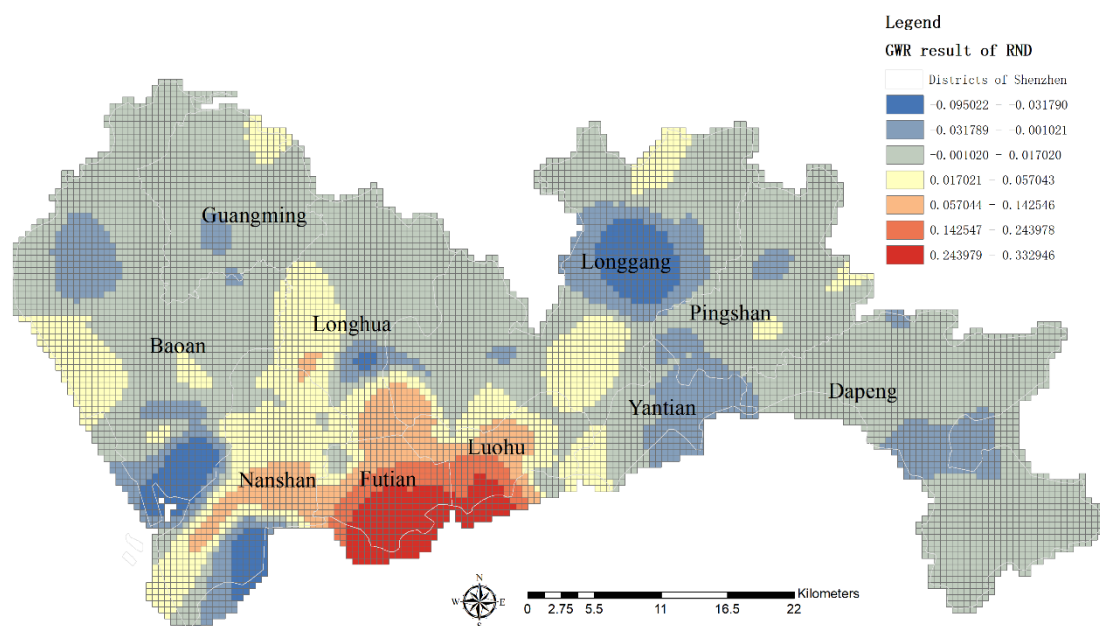 Legend
GWR result of RND
Districts of Shenzhen
-0.095022 - -0.031790
-0.031789 - -0.001021
-0.001020 - 0.017020
0.017021 - 0.057043
0.057044 - 0.142546
0.142547 - 0.243978
0.243979 - 0.332946
Guangming
Longgang
Pingshan
Longhua
Baoan
Dapeng
Yantian
Luohu
Nanshan
Futian
N
W E
S
Kilometers
0 2.75 5.5 11 16.5 22